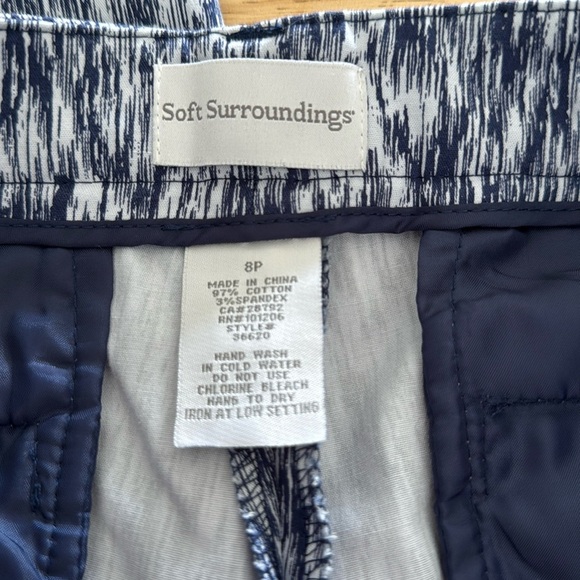 Soft Surroundings
8P
MADE IN CHINA
97% COTTON
3%SPANDEX
CA#28792
RN#101206
STYLE#
36620
HAND WASH
IN COLD WATER
DO NOT USE
CHLORINE BLEACH
HANG TO DRY
IRON AT LOW SETTING